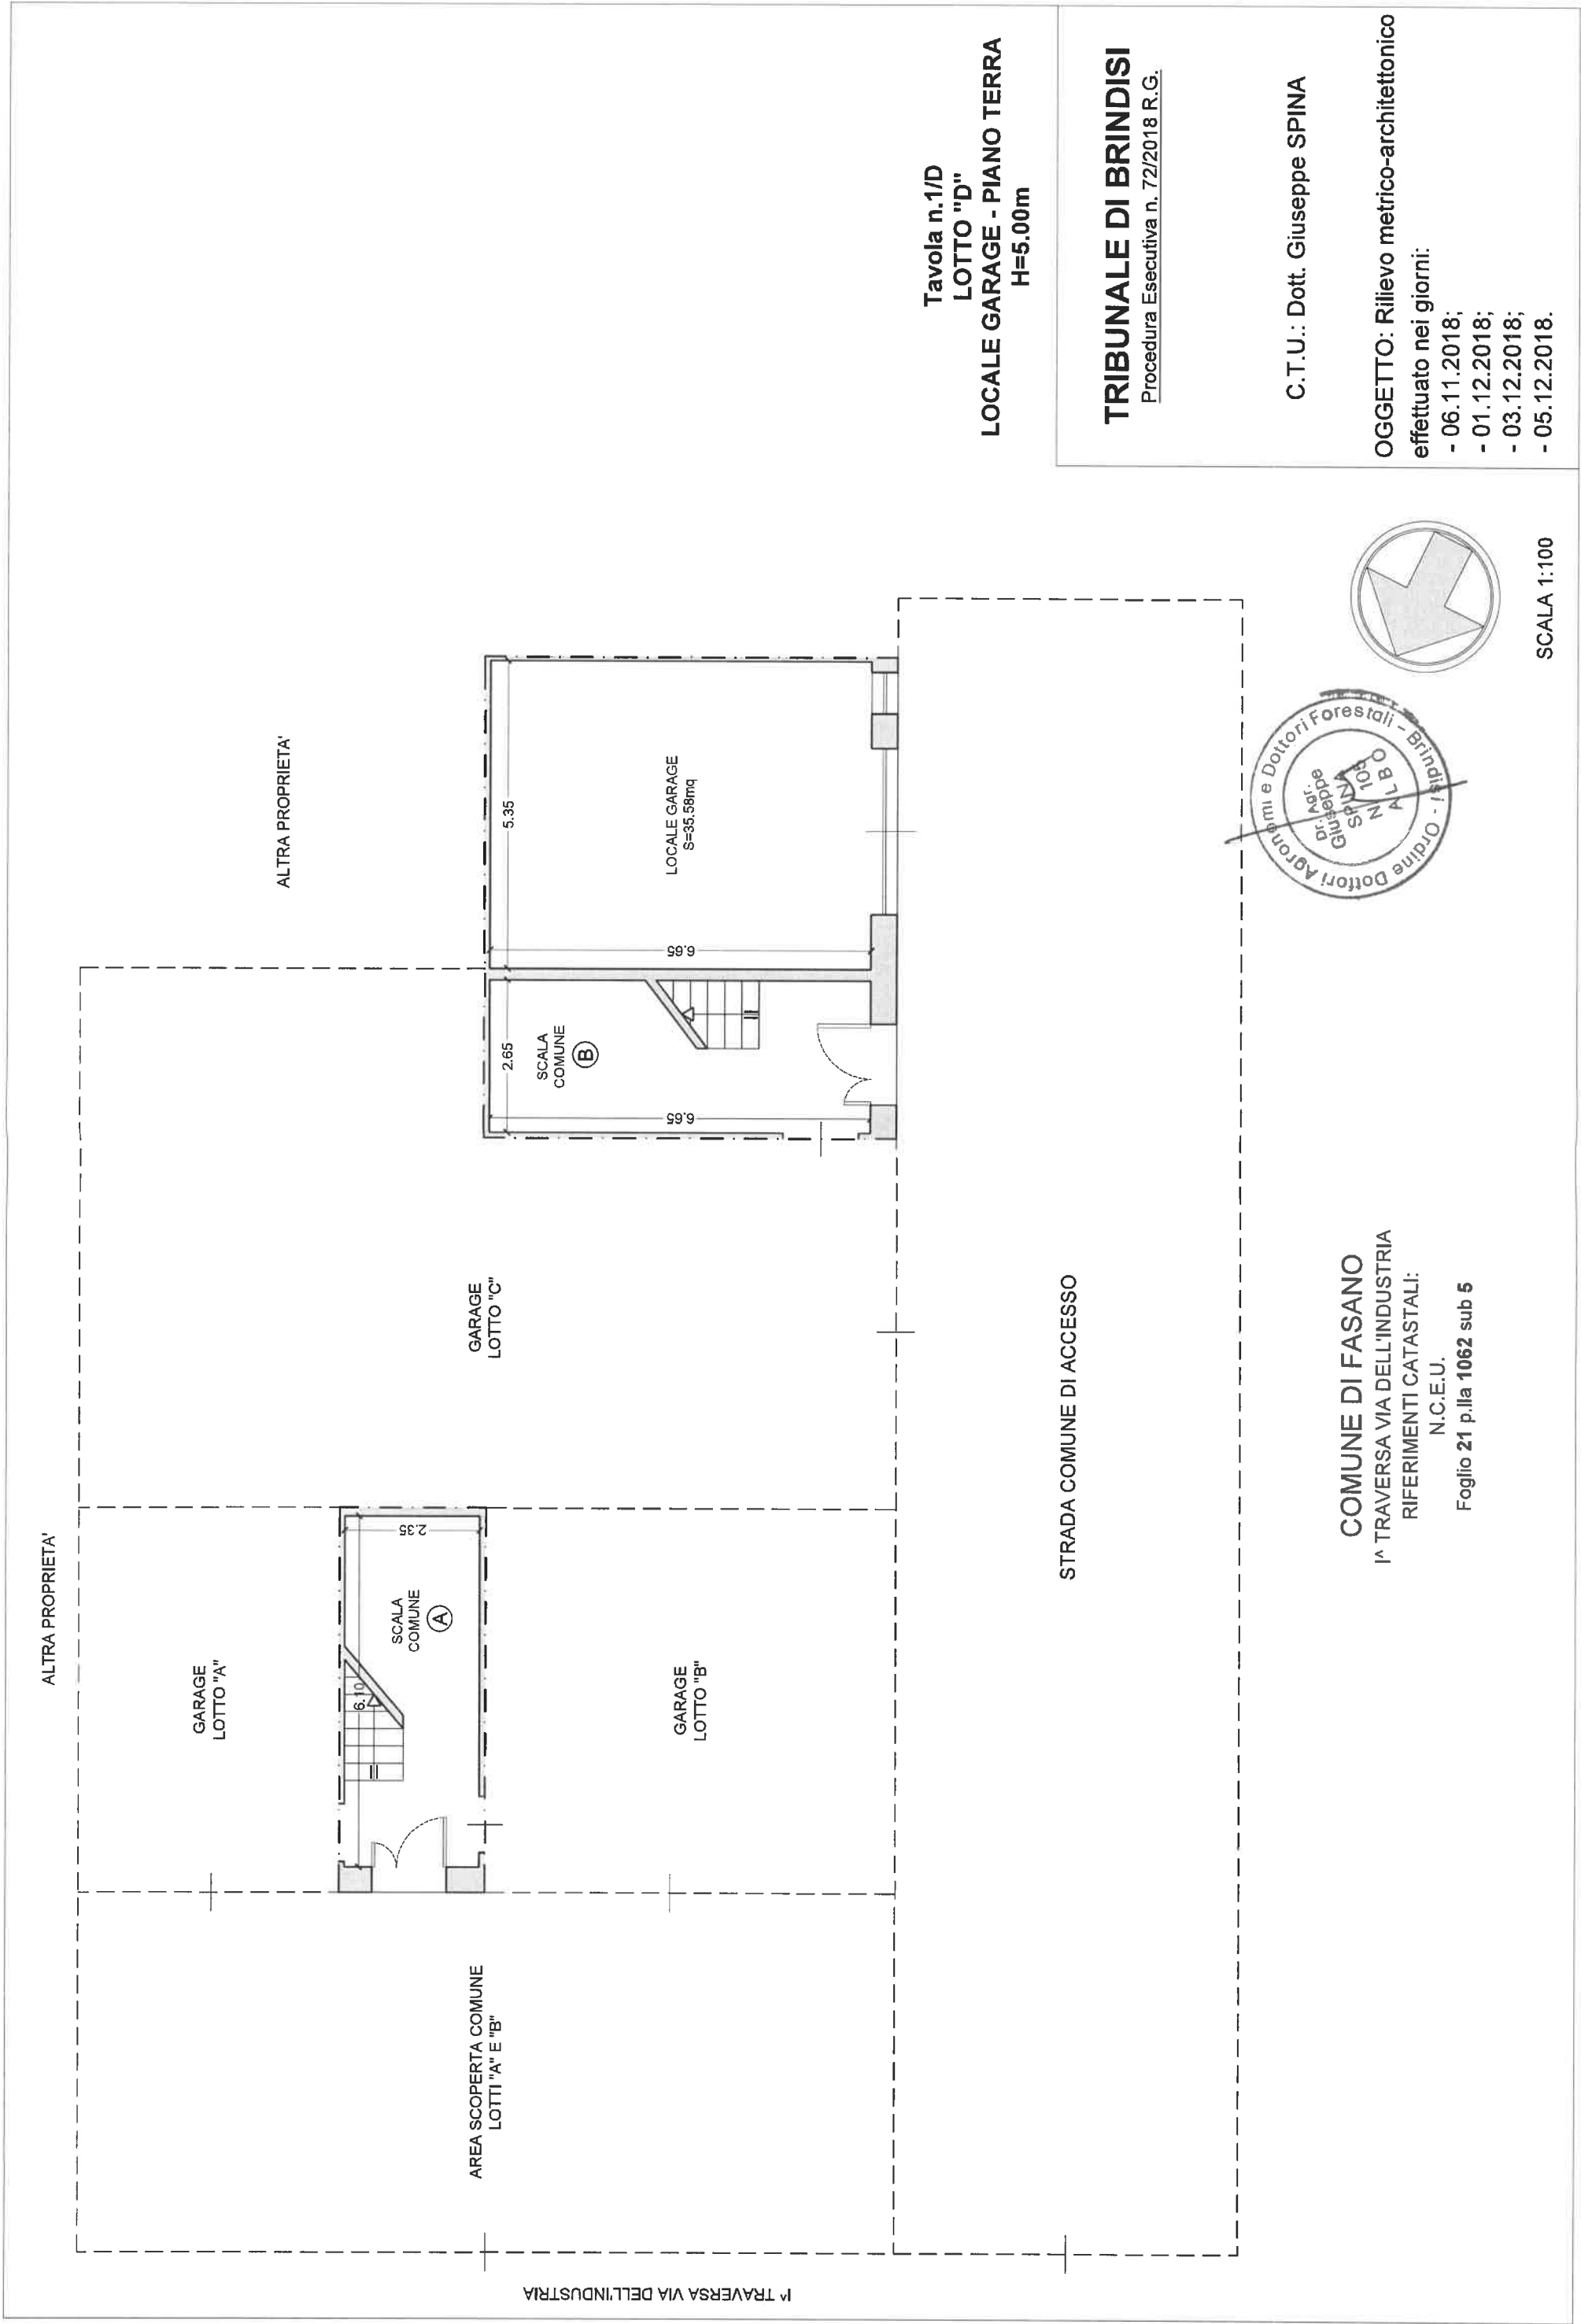 ALTRA PROPRIETA'
ALTRA PROPRIETA'
GARAGE
LOTTO "A"
SCALA
COMUNE
A
6.10
2.35
GARAGE
LOTTO "B"
AREA SCOPERTA COMUNE
LOTTI "A" E "B"
I^ TRAVERSA VIA DELL'INDUSTRIA
GARAGE
LOTTO "C"
2.65
SCALA
COMUNE
B
6.65
5.35
6.65
LOCALE GARAGE
S=35.58mq
STRADA COMUNE DI ACCESSO
Tavola n.1/D
LOTTO "D"
LOCALE GARAGE - PIANO TERRA
H=5.00m
COMUNE DI FASANO
I^ TRAVERSA VIA DELL'INDUSTRIA
RIFERIMENTI CATASTALI:
N.C.E.U.
Foglio 21 p.lla 1062 sub 5
Ordine Dottori Agronomi e Dottori Forestali - Brindisi -
Dr. Agr.
Giuseppe
SPINA
N. 105
ALBO
SCALA 1:100
TRIBUNALE DI BRINDISI
Procedura Esecutiva n. 72/2018 R.G.
C.T.U.: Dott. Giuseppe SPINA
OGGETTO: Rilievo metrico-architettonico
effettuato nei giorni:
- 06.11.2018;
- 01.12.2018;
- 03.12.2018;
- 05.12.2018.